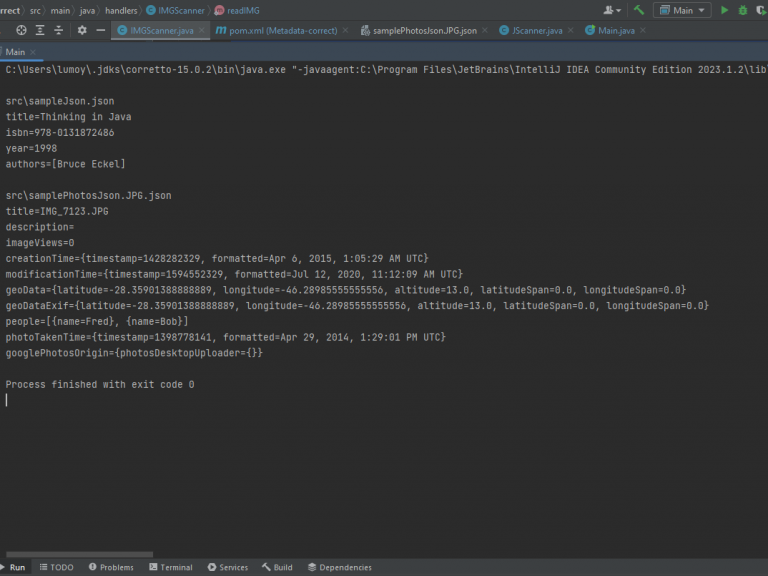 rrect › src › main › java › handlers › IMGScanner › readIMG Main
IMGScanner.java pom.xml (Metadata-correct) samplePhotosJson.JPG.json JScanner.java Main.java
Main
C:\Users\lumoy\.jdks\corretto-15.0.2\bin\java.exe "-javaagent:C:\Program Files\JetBrains\IntelliJ IDEA Community Edition 2023.1.2\lib
src\sampleJson.json
title=Thinking in Java
isbn=978-0131872486
year=1998
authors=[Bruce Eckel]
src\samplePhotosJson.JPG.json
title=IMG_7123.JPG
description=
imageViews=0
creationTime={timestamp=1428282329, formatted=Apr 6, 2015, 1:05:29 AM UTC}
modificationTime={timestamp=1594552329, formatted=Jul 12, 2020, 11:12:09 AM UTC}
geoData={latitude=-28.35901388888889, longitude=-46.28985555555556, altitude=13.0, latitudeSpan=0.0, longitudeSpan=0.0}
geoDataExif={latitude=-28.35901388888889, longitude=-46.28985555555556, altitude=13.0, latitudeSpan=0.0, longitudeSpan=0.0}
people=[{name=Fred}, {name=Bob}]
photoTakenTime={timestamp=1398778141, formatted=Apr 29, 2014, 1:29:01 PM UTC}
googlePhotosOrigin={photosDesktopUploader={}}
Process finished with exit code 0
Run TODO Problems Terminal Services Build Dependencies